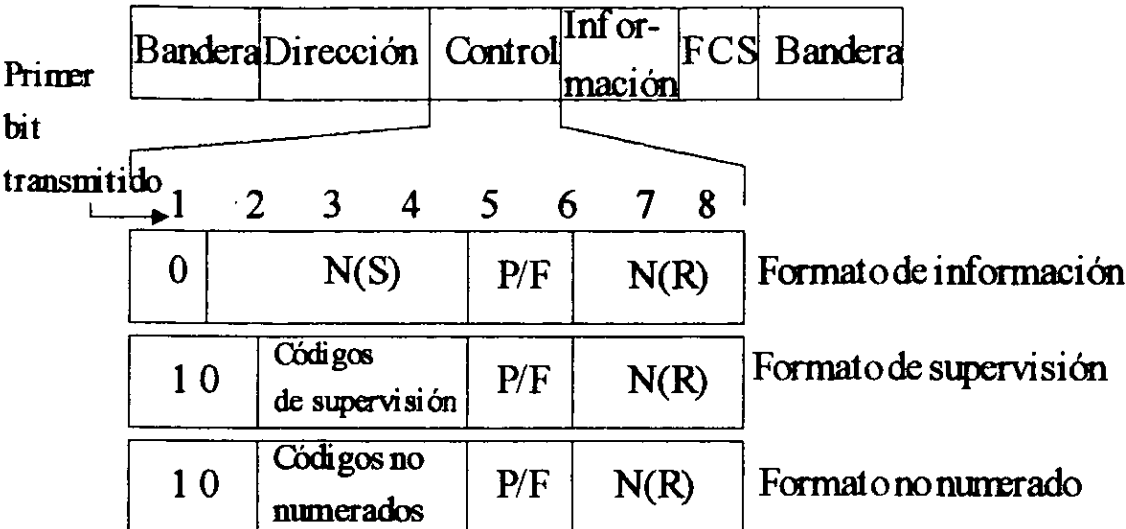 Bandera Dirección Control Infor- FCS Bandera
mación
Primer
bit
transmitido
1 2 3 4 5 6 7 8
0 N(S) P/F N(R) Formato de información
1 0 Códigos P/F N(R) Formato de supervisión
de supervisión
1 0 Códigos no P/F N(R) Formato no numerado
numerados